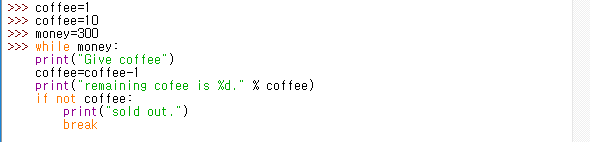 >>> coffee=1
>>> coffee=10
>>> money=300
>>> while money:
    print("Give coffee")
    coffee=coffee-1
    print("remaining cofee is %d." % coffee)
    if not coffee:
        print("sold out.")
        break